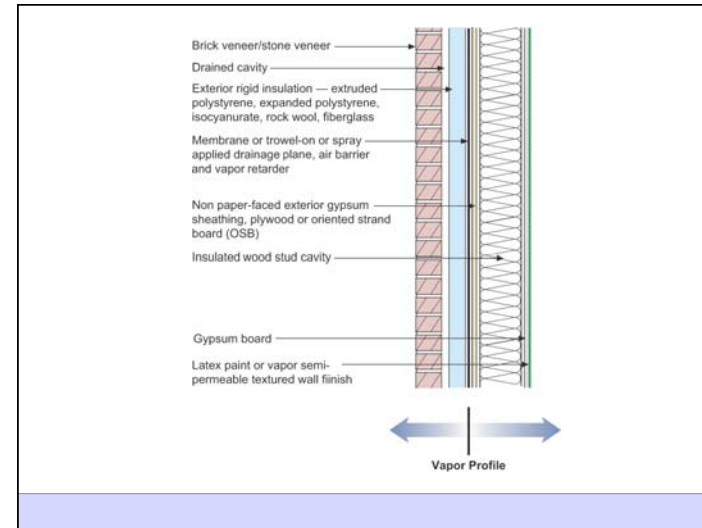 Brick veneer/stone veneer
Drained cavity
Exterior rigid insulation — extruded
polystyrene, expanded polystyrene,
isocyanurate, rock wool, fiberglass
Membrane or trowel-on or spray
applied drainage plane, air barrier
and vapor retarder
Non paper-faced exterior gypsum
sheathing, plywood or oriented strand
board (OSB)
Insulated wood stud cavity
Gypsum board
Latex paint or vapor semi-
permeable textured wall fiinish
Vapor Profile